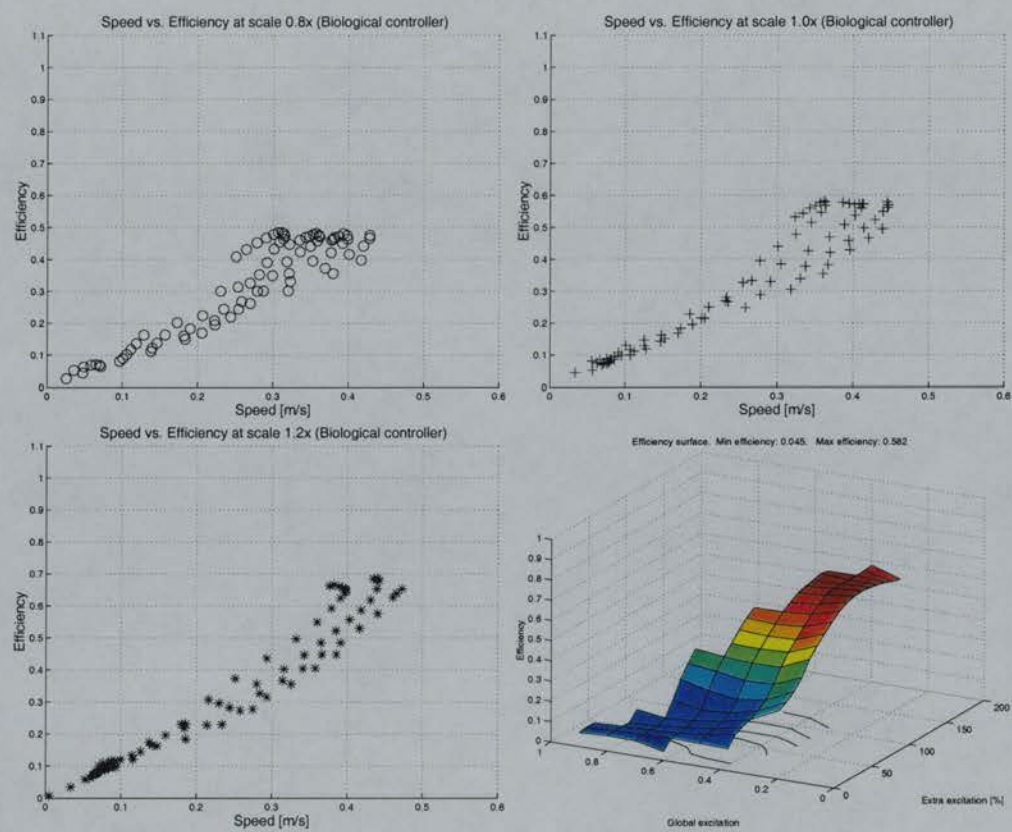 Speed vs. Efficiency at scale 0.8x (Biological controller)
1.1
1
0.9
0.8
0.7
0.6
0.5
0.4
0.3
0.2
0.1
0
Efficiency
0 0.1 0.2 0.3 0.4 0.5 0.6
Speed [m/s]
Speed vs. Efficiency at scale 1.0x (Biological controller)
1.1
1
0.9
0.8
0.7
0.6
0.5
0.4
0.3
0.2
0.1
0
Efficiency
0 0.1 0.2 0.3 0.4 0.5 0.6
Speed [m/s]
Speed vs. Efficiency at scale 1.2x (Biological controller)
1.1
1
0.9
0.8
0.7
0.6
0.5
0.4
0.3
0.2
0.1
0
Efficiency
0 0.1 0.2 0.3 0.4 0.5 0.6
Speed [m/s]
Efficiency surface. Min efficiency: 0.045. Max efficiency: 0.582
1
0.9
0.8
0.7
0.6
0.5
0.4
0.3
0.2
0.1
0
Efficiency
1 0.8 0.6 0.4 0.2 0
Global excitation
0 50 100 150 200
Extra excitation [%]